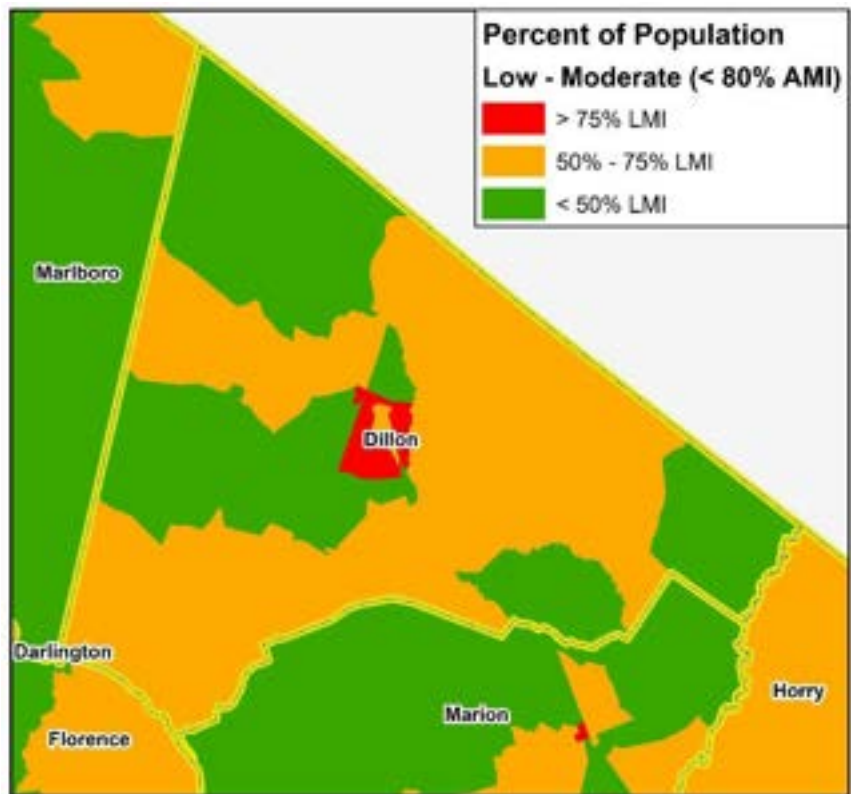 Percent of Population
Low - Moderate (< 80% AMI)
> 75% LMI
50% - 75% LMI
< 50% LMI
Marlboro
Dillon
Darlington
Florence
Marion
Horry